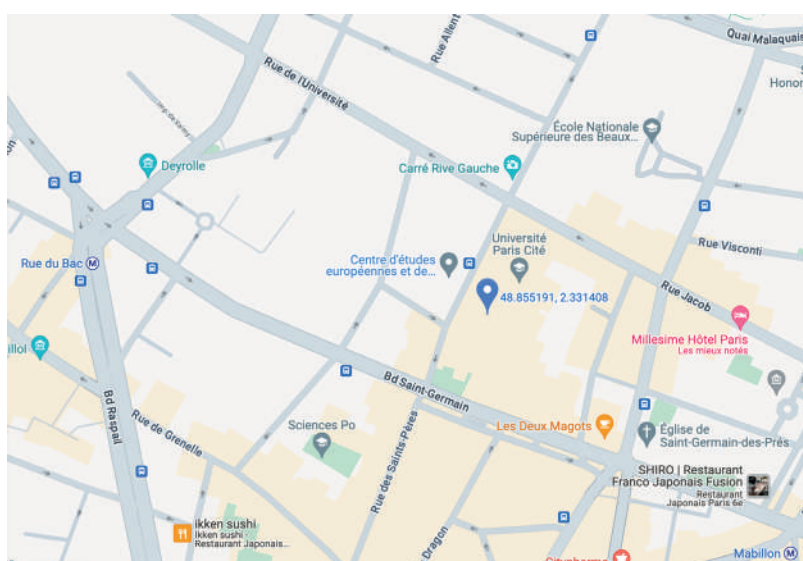 Quai Malaquais
Rue Allent
Honor
Rue de l'Université
Imp. de Valmy
École Nationale
Supérieure des Beaux...
Deyrolle
Carré Rive Gauche
Rue Visconti
Université
Paris Cité
Centre d'études
européennes et de...
Rue du Bac
M
48.855191, 2.331408
Rue Jacob
Millesime Hôtel Paris
Les mieux notés
illol
Bd Raspail
Bd Saint-Germain
Rue de Grenelle
Sciences Po
Rue des Saints-Pères
Les Deux Magots
Église de
Saint-Germain-des-Prés
SHIRO | Restaurant
Franco Japonais Fusion
Restaurant
Japonais Paris 6e
ikken sushi
Ikken sushi -
Restaurant Japonais...
Dragon
Citypharma
Mabillon
M